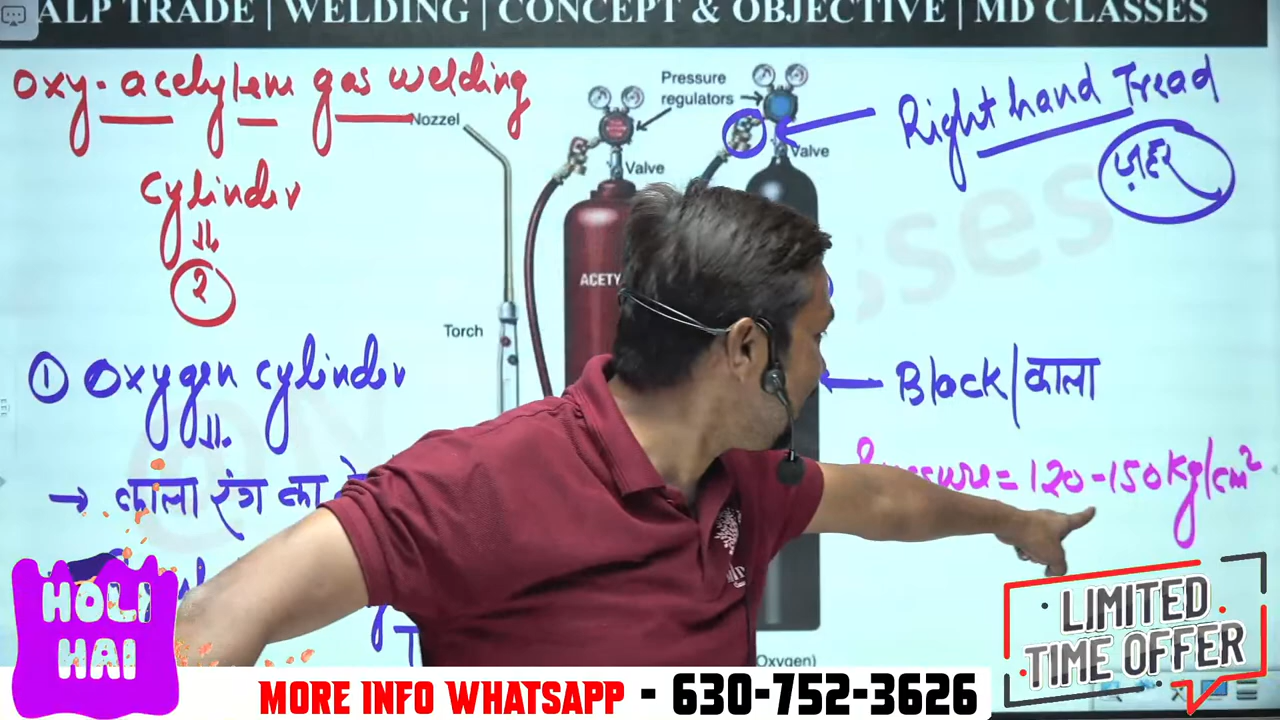 ALP TRADE | WELDING | CONCEPT & OBJECTIVE | MD CLASSES
Oxy-acetylene gas welding
Nozzel
Pressure
regulators
Right hand Tread
Valve
Valve
ज़हर
cylinder
2
ACETY
Torch
① Oxygen cylinder
Black/काला
→ काला रंग का
= 120-150 kg/cm²
Oxygen)
HOLI
HAI
LIMITED
TIME OFFER
MORE INFO WHATSAPP - 630-752-3626